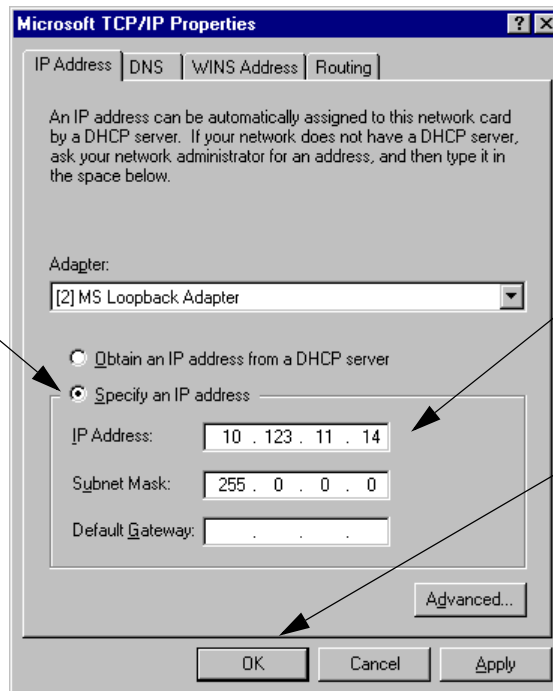 Microsoft TCP/IP Properties
IP Address DNS WINS Address Routing
An IP address can be automatically assigned to this network card
by a DHCP server. If your network does not have a DHCP server,
ask your network administrator for an address, and then type it in
the space below.
Adapter:
[2] MS Loopback Adapter
Obtain an IP address from a DHCP server
Specify an IP address
IP Address: 10 . 123 . 11 . 14
Subnet Mask: 255 . 0 . 0 . 0
Default Gateway: . . .
Advanced...
OK Cancel Apply